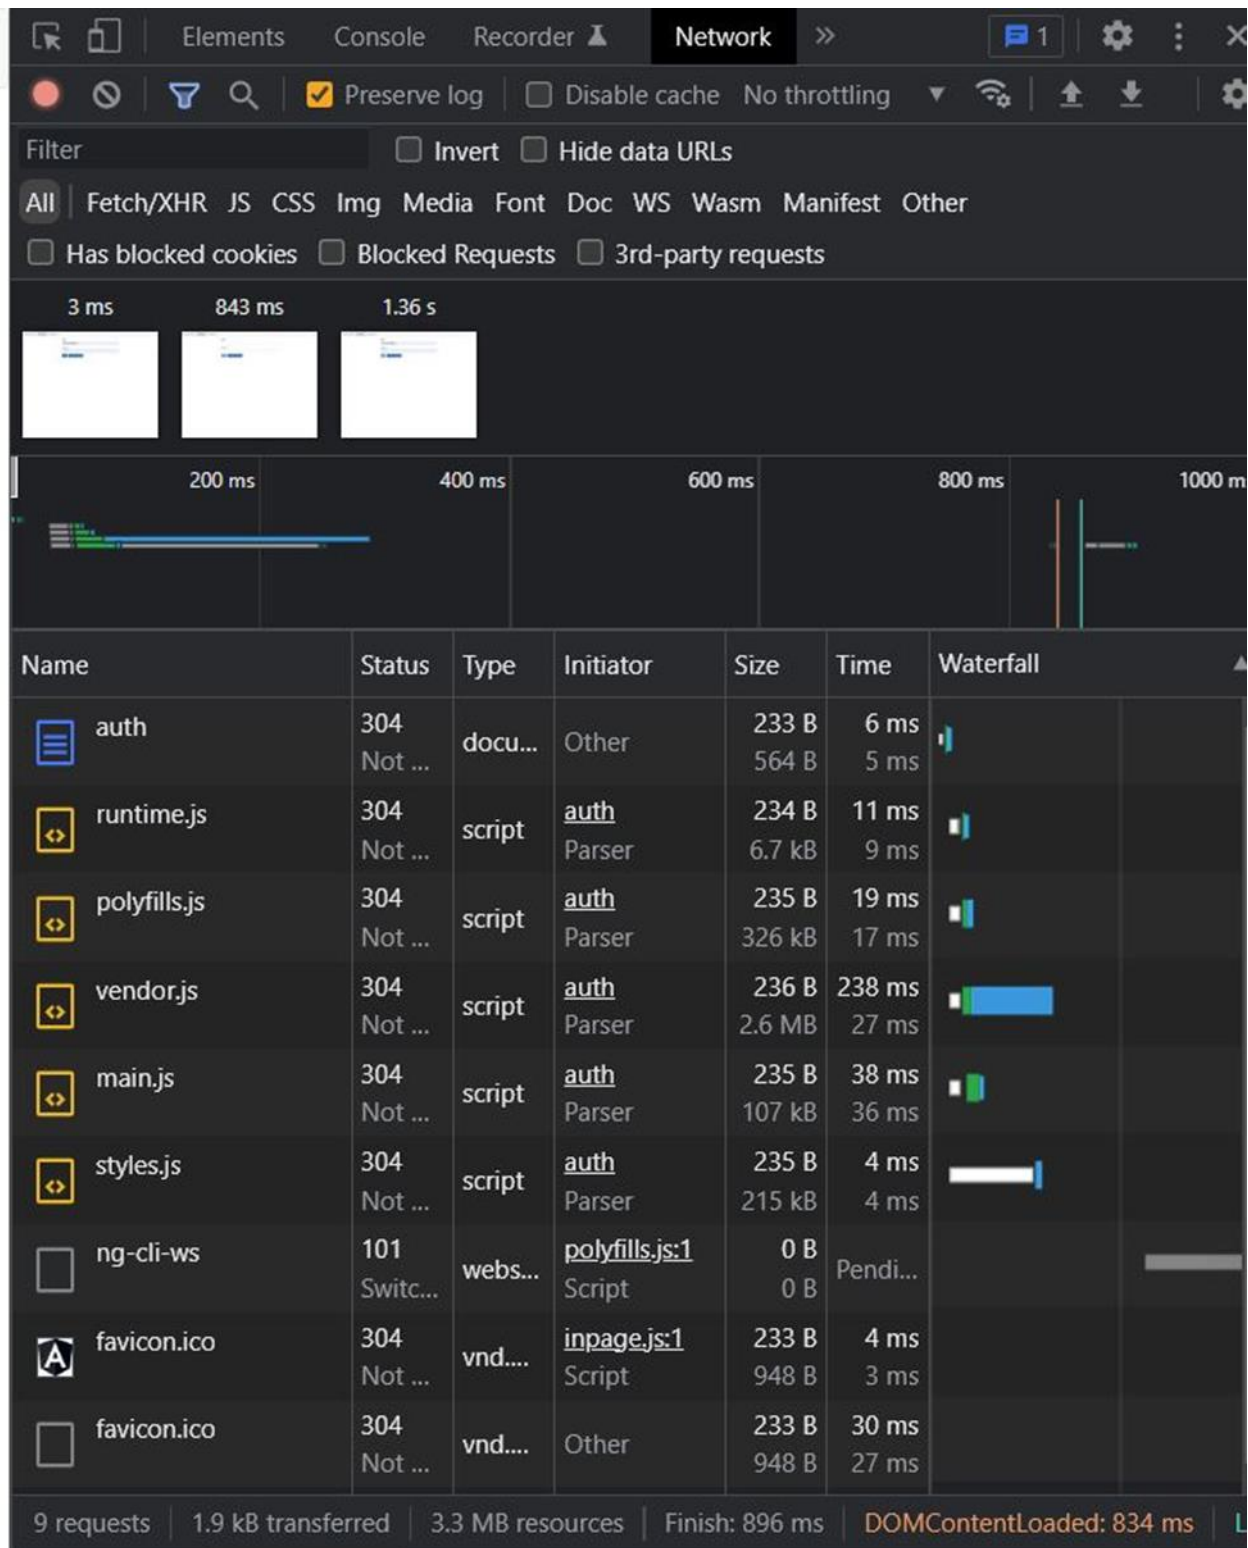 Elements Console Recorder Network » 1
Preserve log Disable cache No throttling
Filter Invert Hide data URLs
All Fetch/XHR JS CSS Img Media Font Doc WS Wasm Manifest Other
Has blocked cookies Blocked Requests 3rd-party requests
3 ms 843 ms 1.36 s
200 ms 400 ms 600 ms 800 ms 1000 m
Name Status Type Initiator Size Time Waterfall
auth 304 docu... Other 233 B 6 ms
Not ... 564 B 5 ms
runtime.js 304 script auth 234 B 11 ms
Not ... Parser 6.7 kB 9 ms
polyfills.js 304 script auth 235 B 19 ms
Not ... Parser 326 kB 17 ms
vendor.js 304 script auth 236 B 238 ms
Not ... Parser 2.6 MB 27 ms
main.js 304 script auth 235 B 38 ms
Not ... Parser 107 kB 36 ms
styles.js 304 script auth 235 B 4 ms
Not ... Parser 215 kB 4 ms
ng-cli-ws 101 webs... polyfills.js:1 0 B Pendi...
Switc... Script 0 B
favicon.ico 304 vnd.... inpage.js:1 233 B 4 ms
Not ... Script 948 B 3 ms
favicon.ico 304 vnd.... Other 233 B 30 ms
Not ... 948 B 27 ms
9 requests 1.9 kB transferred 3.3 MB resources Finish: 896 ms DOMContentLoaded: 834 ms L